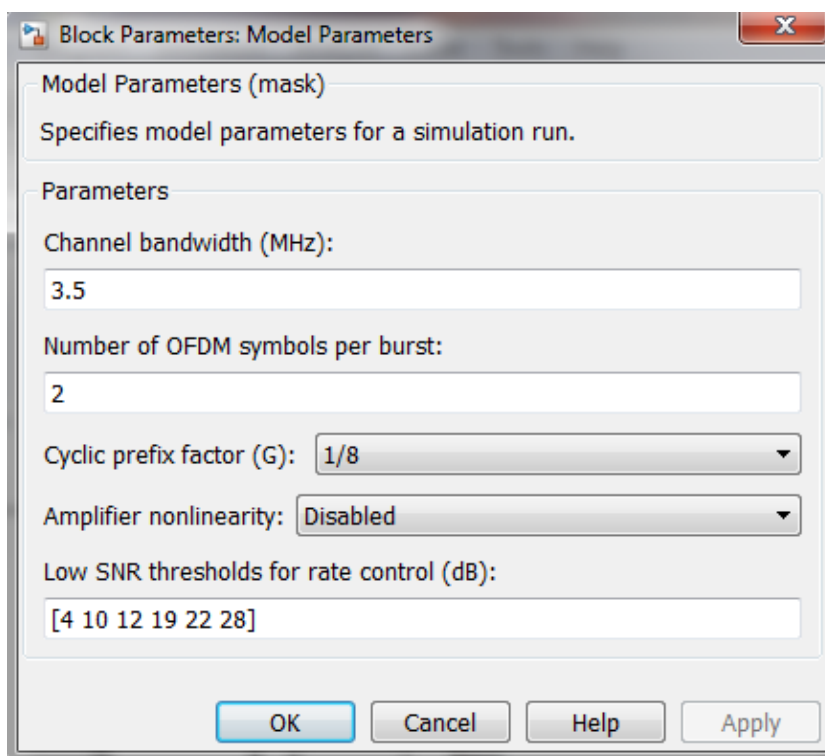 Block Parameters: Model Parameters
Model Parameters (mask)
Specifies model parameters for a simulation run.
Parameters
Channel bandwidth (MHz):
3.5
Number of OFDM symbols per burst:
2
Cyclic prefix factor (G): 1/8
Amplifier nonlinearity: Disabled
Low SNR thresholds for rate control (dB):
[4 10 12 19 22 28]
OK Cancel Help Apply